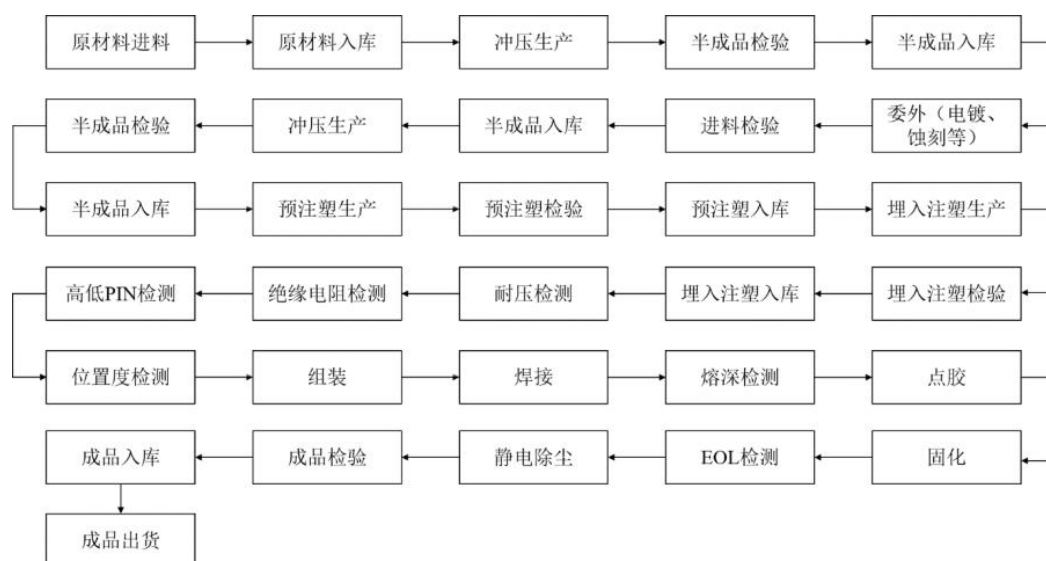 原材料进料
原材料入库
冲压生产
半成品检验
半成品入库
委外（电镀、
蚀刻等）
进料检验
半成品入库
冲压生产
半成品检验
半成品入库
预注塑生产
预注塑检验
预注塑入库
埋入注塑生产
埋入注塑检验
埋入注塑入库
耐压检测
绝缘电阻检测
高低PIN检测
位置度检测
组装
焊接
熔深检测
点胶
固化
EOL检测
静电除尘
成品检验
成品入库
成品出货